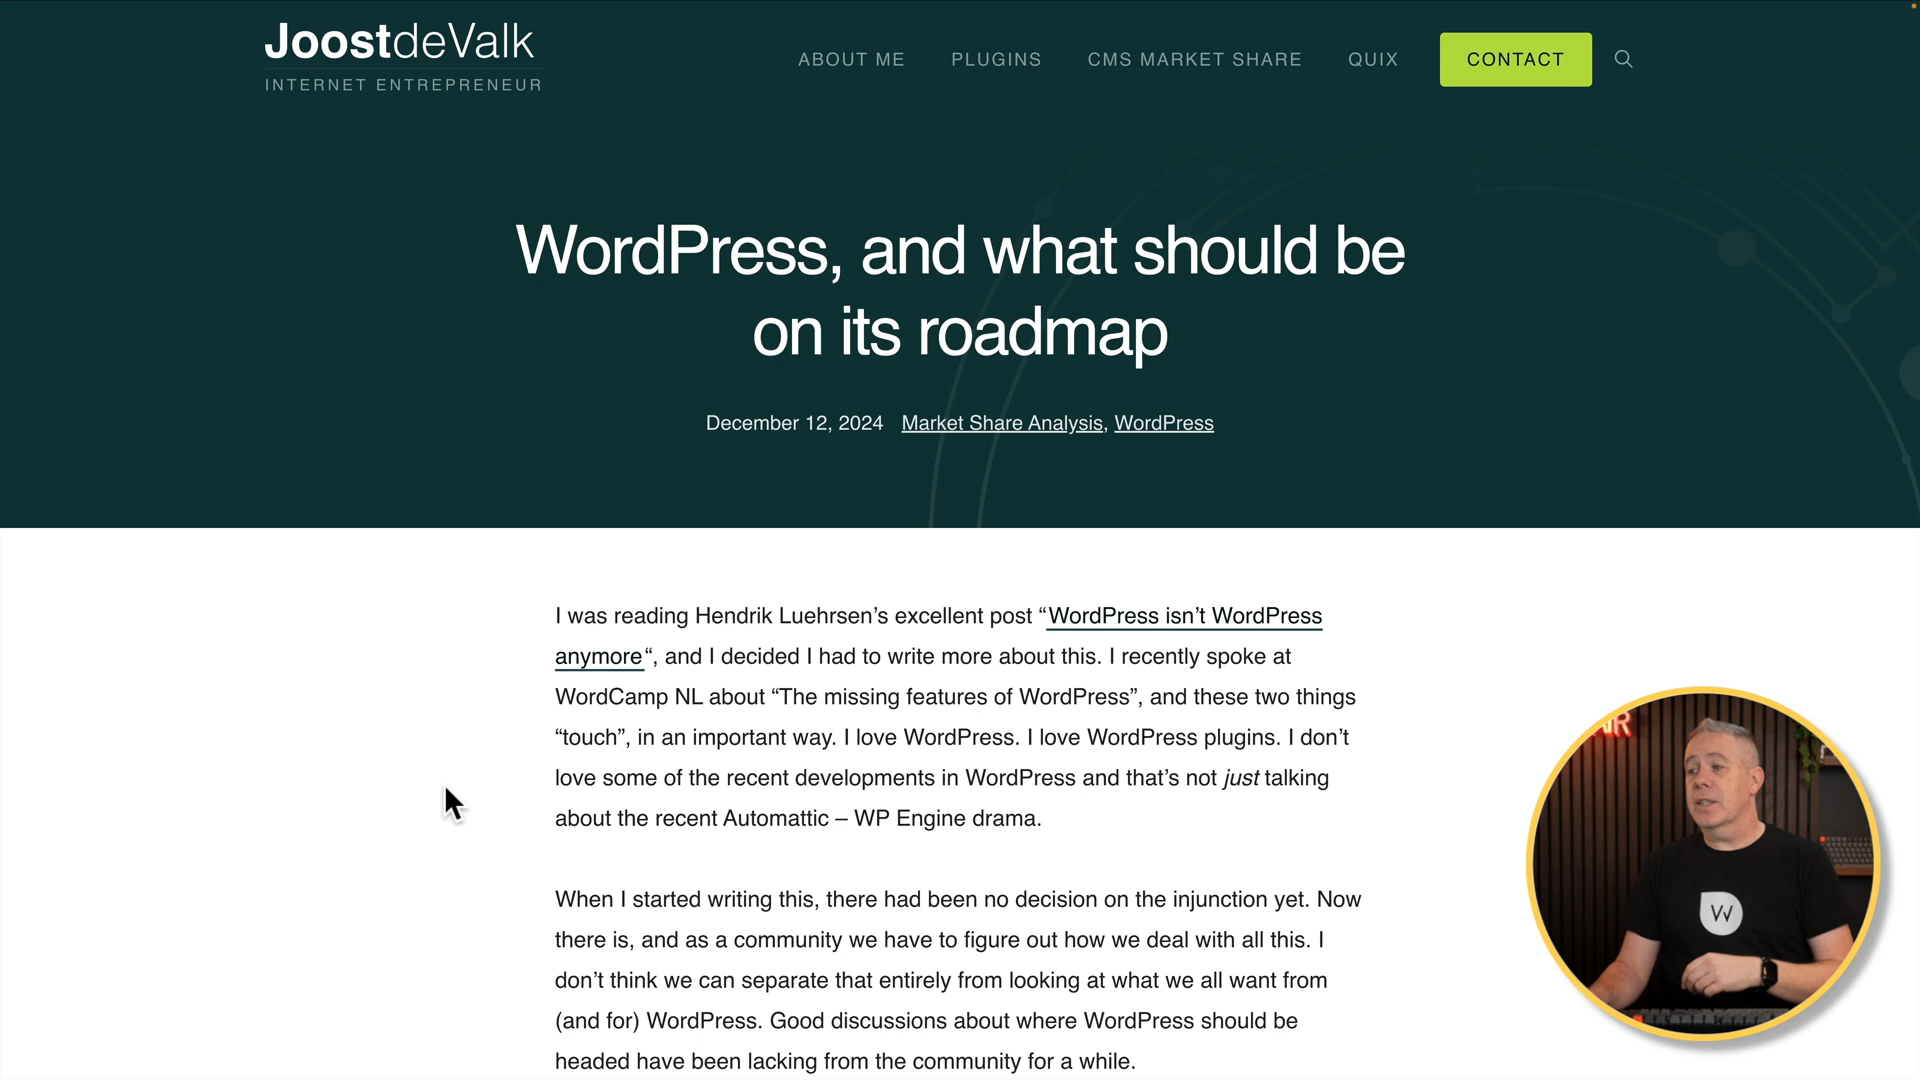 JoostdeValk
INTERNET ENTREPRENEUR
ABOUT ME
PLUGINS
CMS MARKET SHARE
QUIX
CONTACT
WordPress, and what should be
on its roadmap
December 12, 2024 Market Share Analysis, WordPress
I was reading Hendrik Luehrsen’s excellent post “WordPress isn’t WordPress
anymore“, and I decided I had to write more about this. I recently spoke at
WordCamp NL about “The missing features of WordPress”, and these two things
“touch”, in an important way. I love WordPress. I love WordPress plugins. I don’t
love some of the recent developments in WordPress and that’s not just talking
about the recent Automattic – WP Engine drama.
When I started writing this, there had been no decision on the injunction yet. Now
there is, and as a community we have to figure out how we deal with all this. I
don’t think we can separate that entirely from looking at what we all want from
(and for) WordPress. Good discussions about where WordPress should be
headed have been lacking from the community for a while.
AIR
W